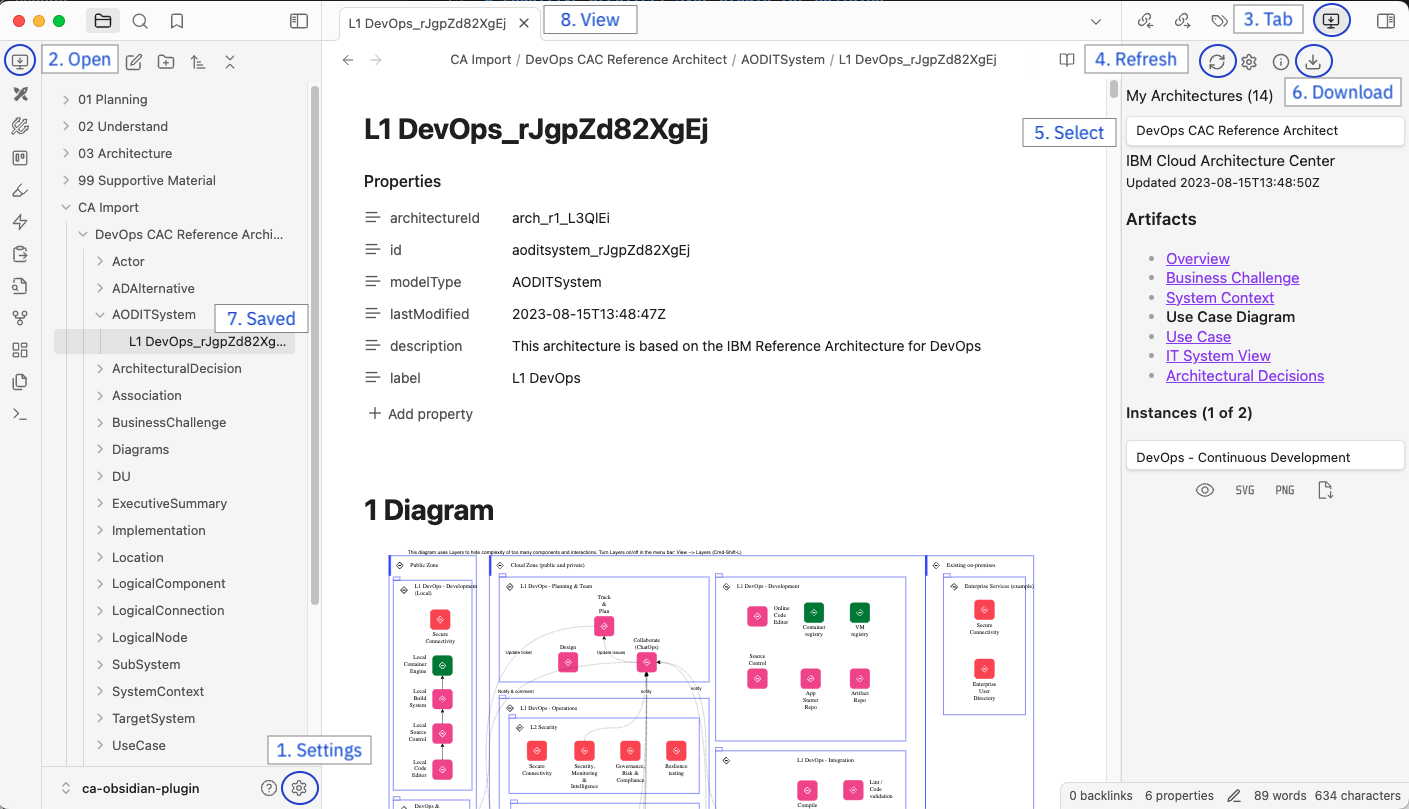 L1 DevOps_rJgpZd82XgEj
8. View
3. Tab
2. Open
CA Import / DevOps CAC Reference Architect / AODITSystem / L1 DevOps_rJgpZd82XgEj
4. Refresh
6. Download
01 Planning
02 Understand
03 Architecture
99 Supportive Material
CA Import
DevOps CAC Reference Archi...
Actor
ADAlternative
AODITSystem
7. Saved
L1 DevOps_rJgpZd82Xg...
ArchitecturalDecision
Association
BusinessChallenge
Diagrams
DU
ExecutiveSummary
Implementation
Location
LogicalComponent
LogicalConnection
LogicalNode
SubSystem
SystemContext
TargetSystem
UseCase
1. Settings
ca-obsidian-plugin
L1 DevOps_rJgpZd82XgEj
5. Select
Properties
architectureId arch_r1_L3QlEi
id aoditsystem_rJgpZd82XgEj
modelType AODITSystem
lastModified 2023-08-15T13:48:47Z
description This architecture is based on the IBM Reference Architecture for DevOps
label L1 DevOps
Add property
1 Diagram
This diagram uses Layers to hide complexity of too many components and interactions. Turn Layers on/off in the menu bar: View --> Layers (Cmd-Shift-L)
Public Zone
L1 DevOps - Development
(Local)
Secure
Connectivity
Local
Container
Engine
Local
Build
System
Local
Source
Control
Local
Code
Editor
DevOps &
Cloud Zone (public and private)
L1 DevOps - Planning & Team
Track
&
Plan
Design
Collaborate
(ChatOps)
Update ticket
Update issues
Notify & comment
notify
notify
L1 DevOps - Operations
L2 Security
Secure
Connectivity
Security,
Monitoring
&
Intelligence
Governance,
Risk &
Compliance
Reslience
testing
L1 DevOps - Development
Online
Code
Editor
Container
registry
VM
registry
Source
Control
App
Starter
Repo
Artifact
Repo
L1 DevOps - Integration
Compile
Lint /
Code
validation
Existing on-premises
Enterprise Services (example)
Secure
Connectivity
Enterprise
User
Directory
My Architectures (14)
DevOps CAC Reference Architect
IBM Cloud Architecture Center
Updated 2023-08-15T13:48:50Z
Artifacts
Overview
Business Challenge
System Context
Use Case Diagram
Use Case
IT System View
Architectural Decisions
Instances (1 of 2)
DevOps - Continuous Development
SVG PNG
0 backlinks 6 properties 89 words 634 characters